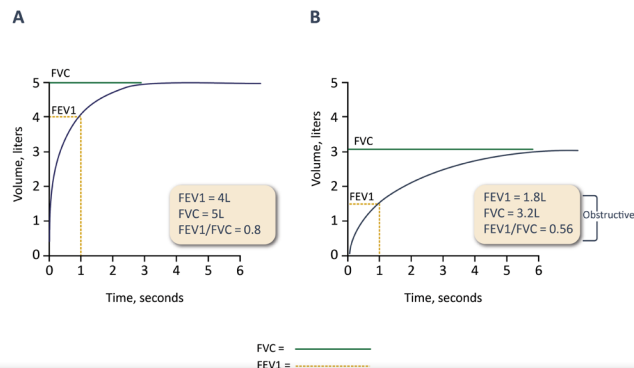 A
B
FVC
5
FEV1
4
3
2
1
0
Volume, liters
FEV1 = 4L
FVC = 5L
FEV1/FVC = 0.8
0 1 2 3 4 5 6
Time, seconds
5
4
FVC
3
FEV1
2
1
0
Volume, liters
FEV1 = 1.8L
FVC = 3.2L
FEV1/FVC = 0.56
Obstructive
0 1 2 3 4 5 6
Time, seconds
FVC =
FEV1 =